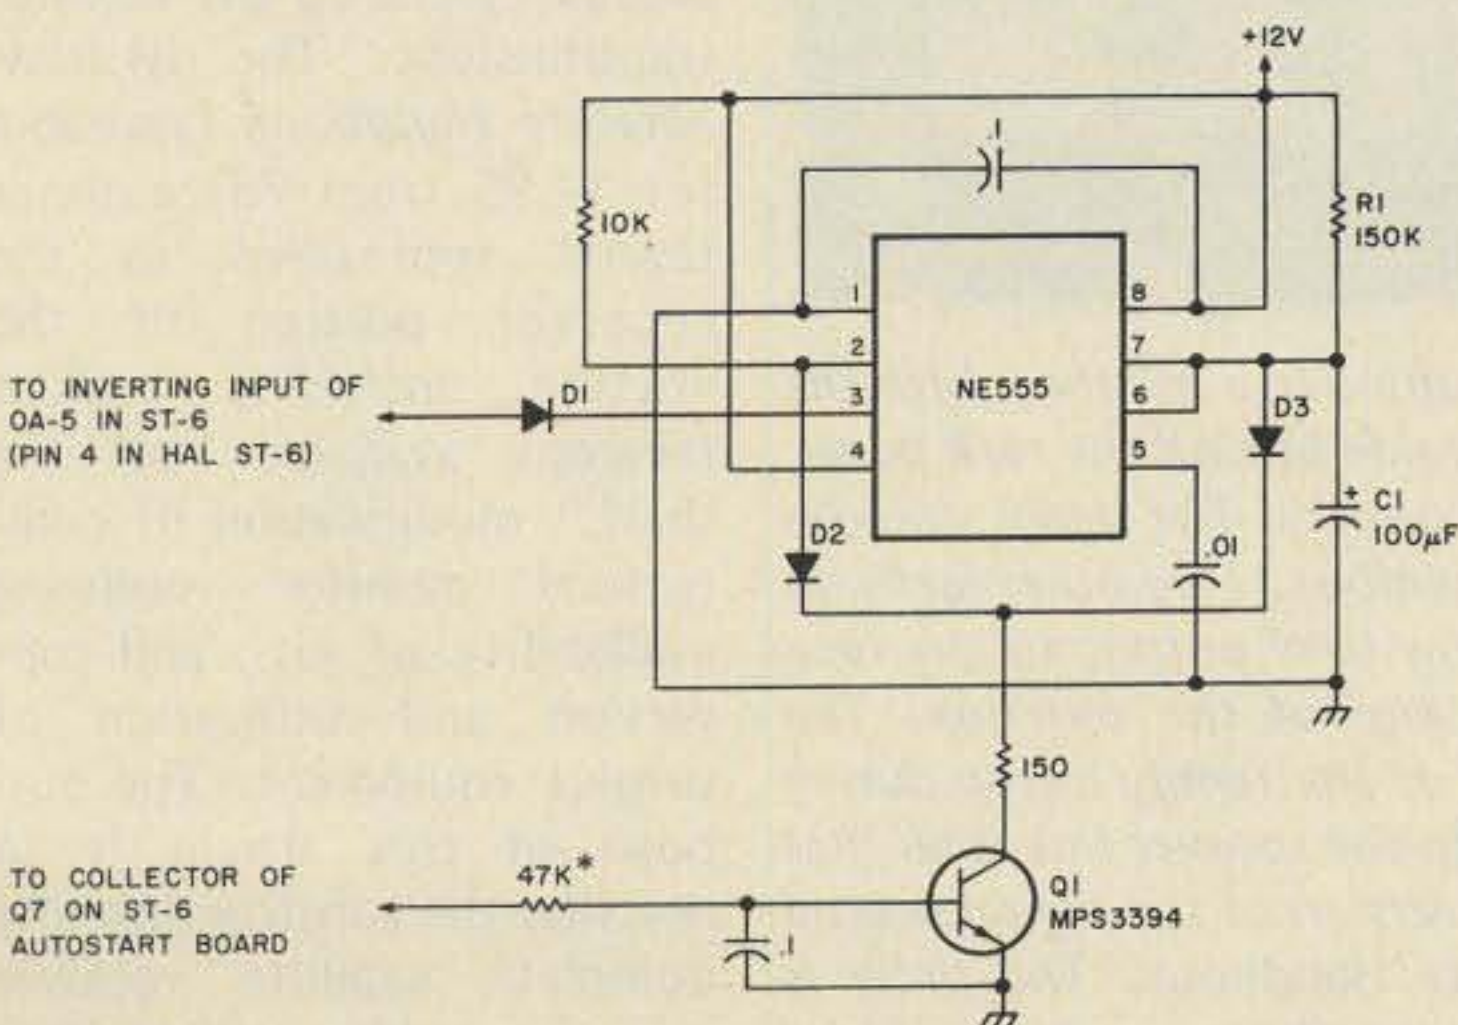 +12V
.1
10K
R1
150K
1
8
2
7
NE555
3
6
4
5
TO INVERTING INPUT OF
OA-5 IN ST-6
(PIN 4 IN HAL ST-6)
D1
D3
D2
.01
+
C1
100μF
150
TO COLLECTOR OF
Q7 ON ST-6
AUTOSTART BOARD
47K*
.1
Q1
MPS3394